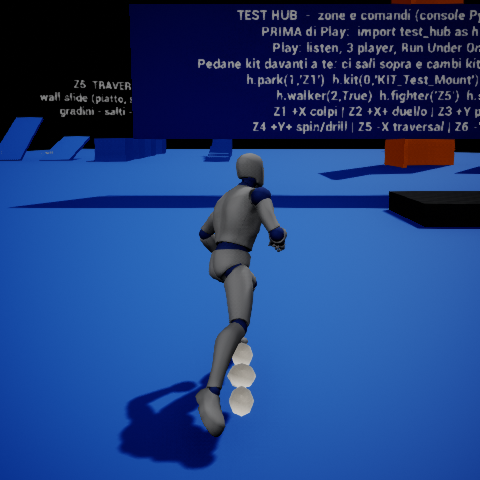 TEST HUB - zone e comandi (console Py
PRIMA di Play: import test_hub as h
Play: listen, 3 player, Run Under On
Pedane kit davanti a te: ci sali sopra e cambi kit
h.park(1,'Z1') h.kit(0,'KIT_Test_Mount')
h.walker(2,True) h.fighter('Z5') h.s
Z1 +X colpi | Z2 +X+ duello | Z3 +Y p
Z4 +Y+ spin/drill | Z5 -X traversal | Z6 -Y
Z5 TRAVER
wall slide (piatto, s
gradini - salti -